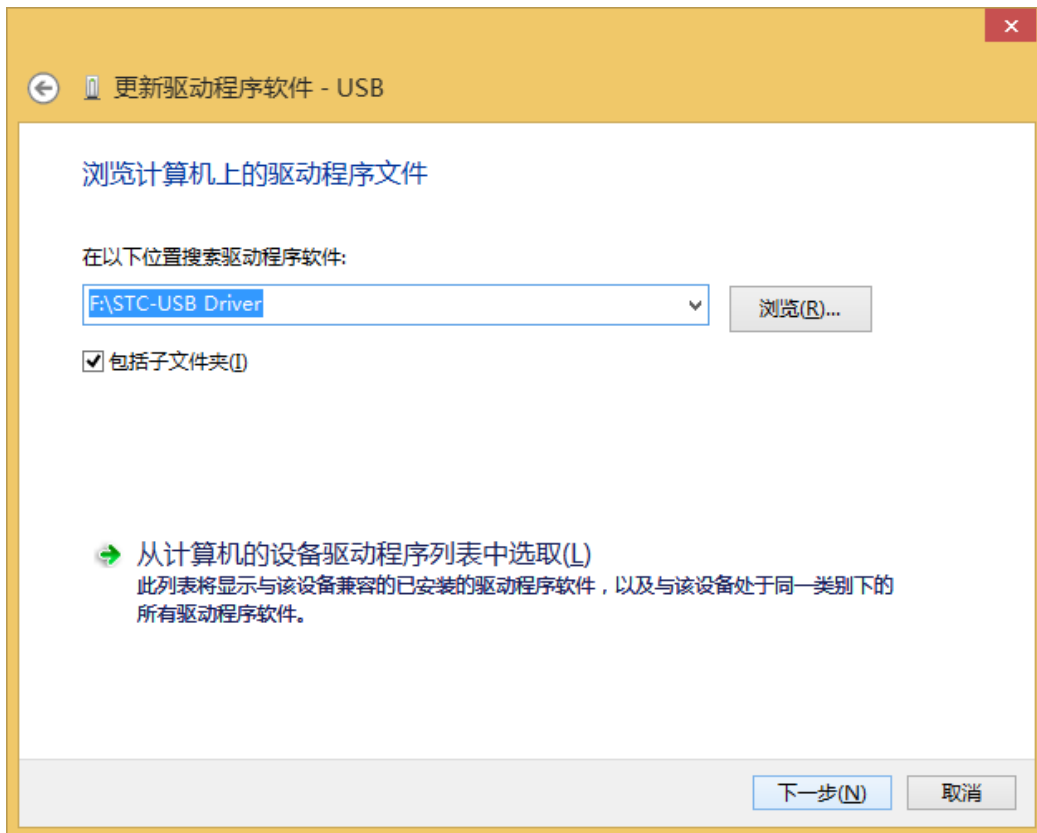 更新驱动程序软件 - USB
浏览计算机上的驱动程序文件
在以下位置搜索驱动程序软件:
F:\STC-USB Driver
浏览(R)...
包括子文件夹(I)
从计算机的设备驱动程序列表中选取(L)
此列表将显示与该设备兼容的已安装的驱动程序软件，以及与该设备处于同一类别下的
所有驱动程序软件。
下一步(N)
取消